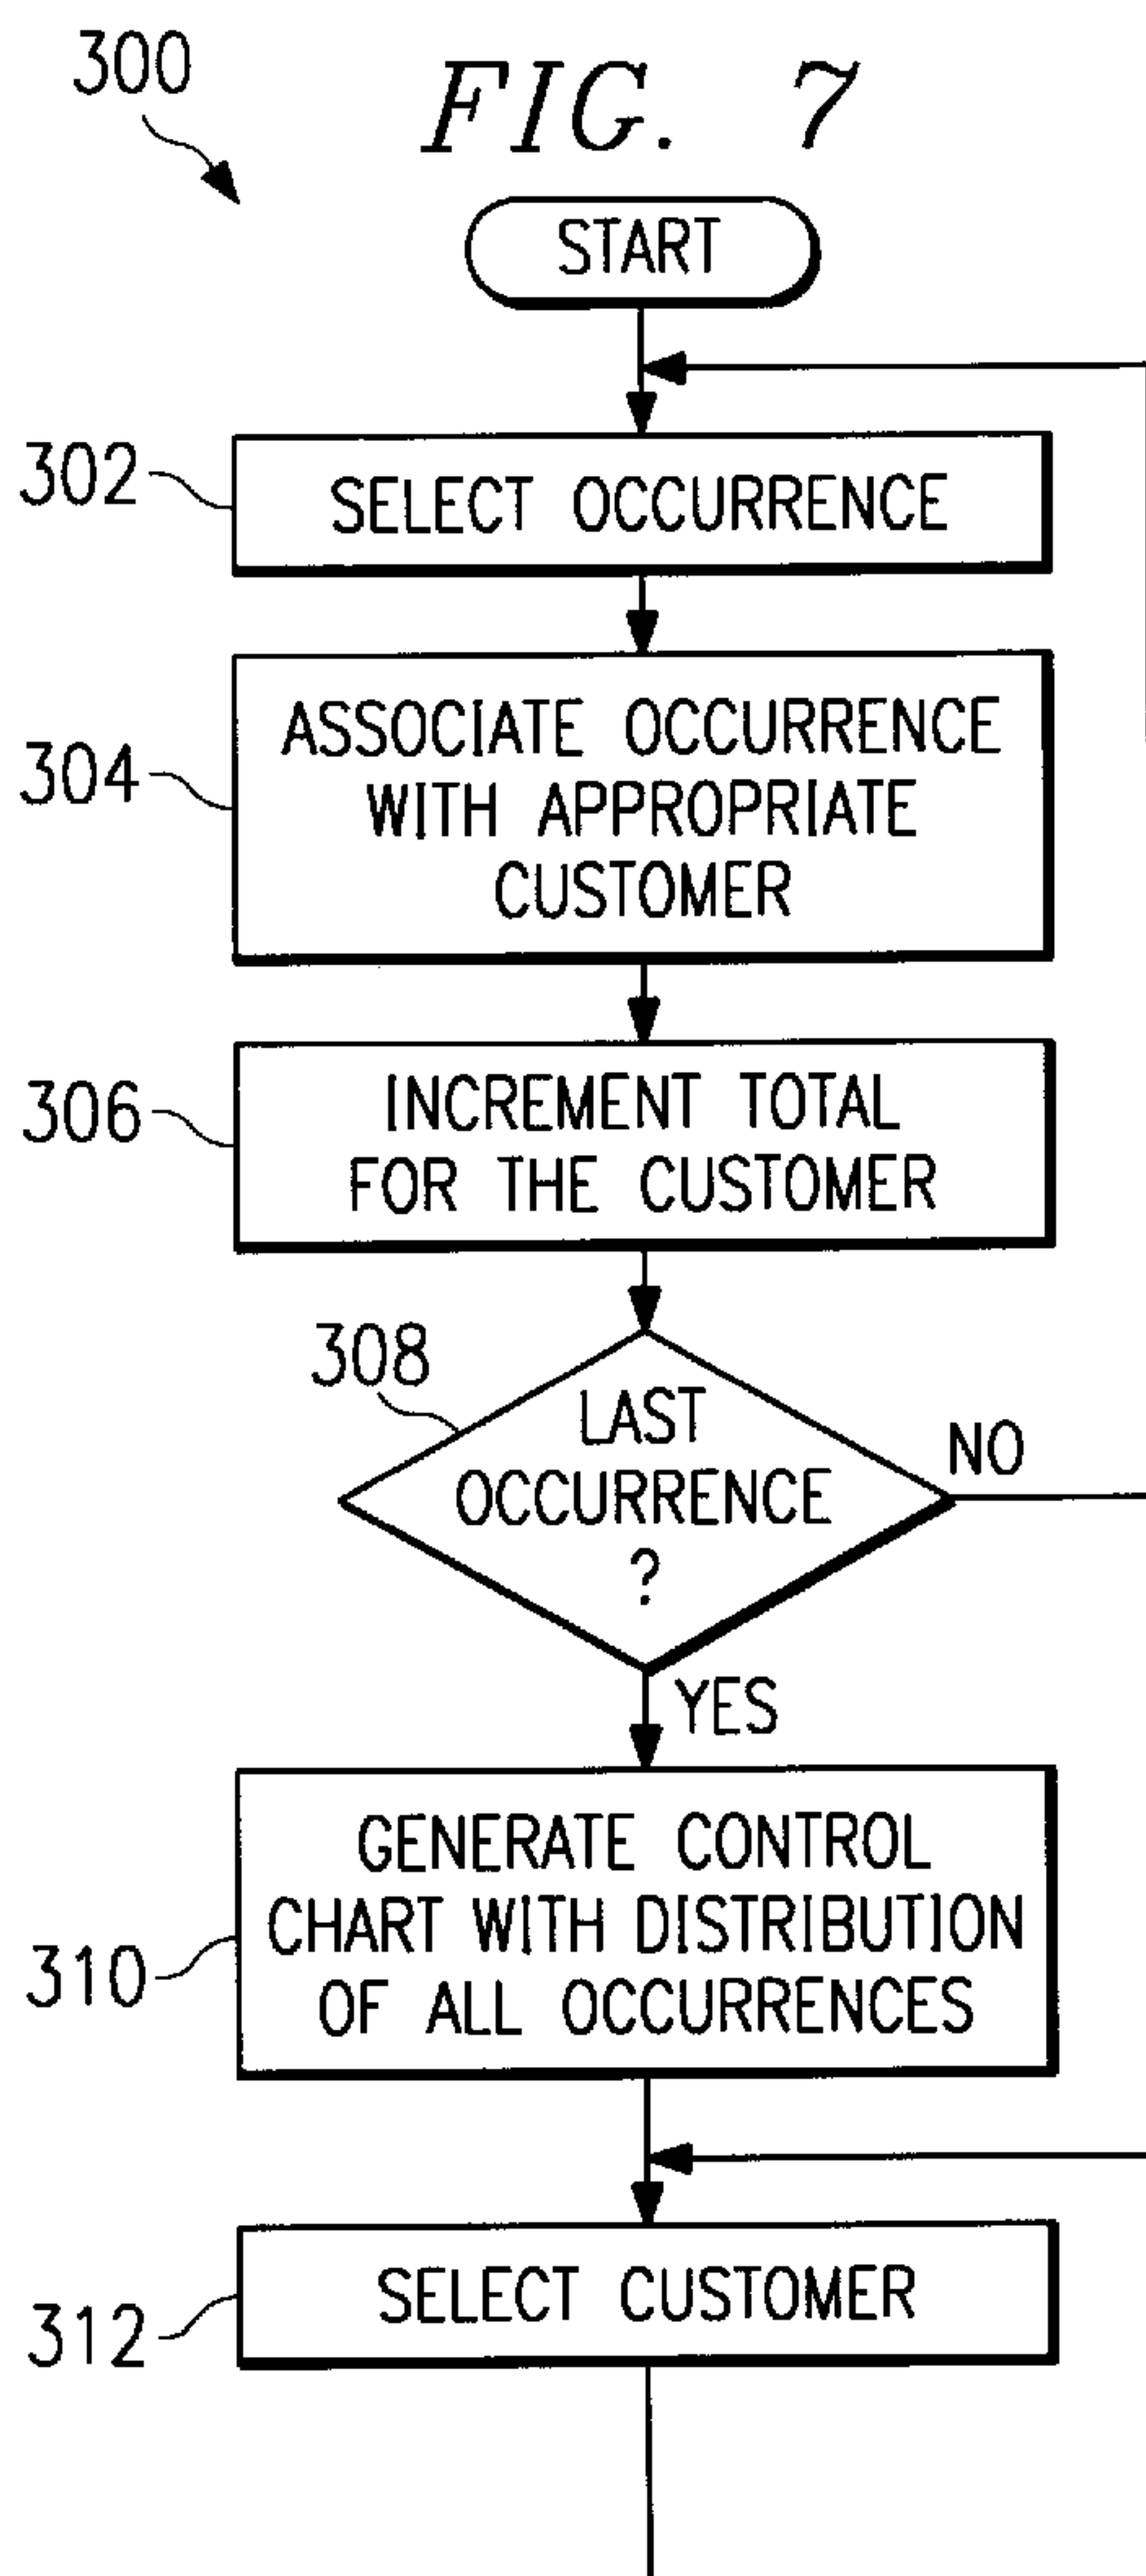 300
FIG. 7
START
302
SELECT OCCURRENCE
304
ASSOCIATE OCCURRENCE
WITH APPROPRIATE
CUSTOMER
306
INCREMENT TOTAL
FOR THE CUSTOMER
308
LAST
OCCURRENCE
?
NO
YES
310
GENERATE CONTROL
CHART WITH DISTRIBUTION
OF ALL OCCURRENCES
312
SELECT CUSTOMER